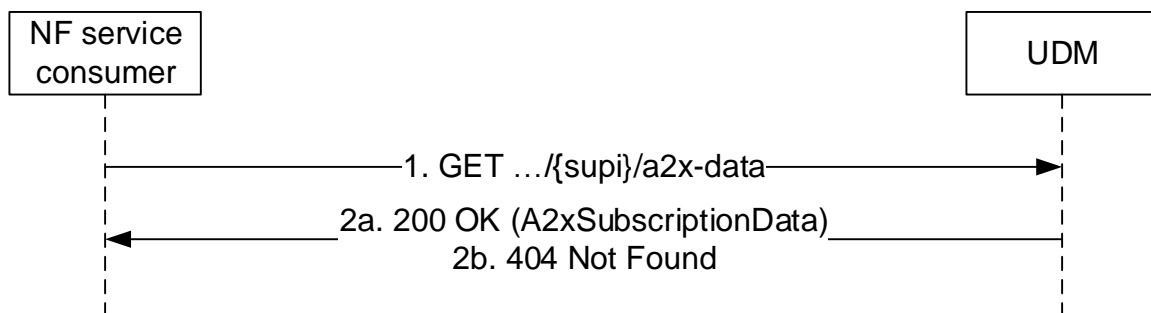 NF service
consumer
UDM
1. GET …/{supi}/a2x-data
2a. 200 OK (A2xSubscriptionData)
2b. 404 Not Found